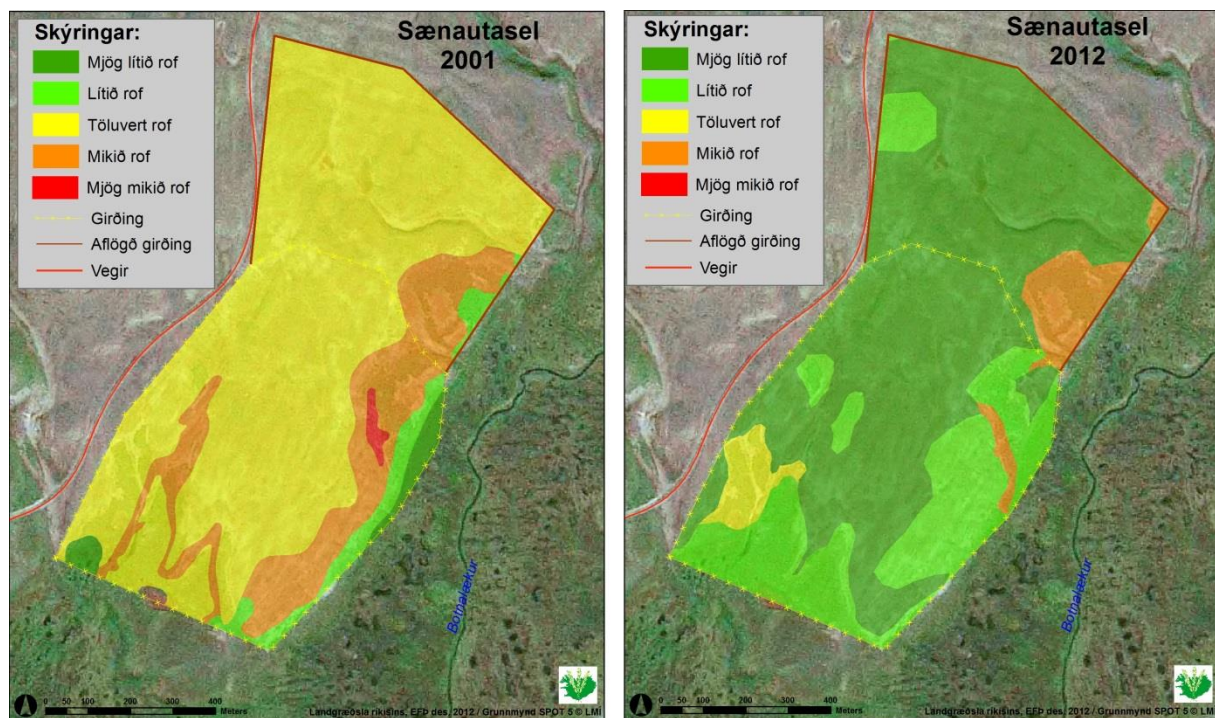 Skýringar:
Mjög lítið rof
Lítið rof
Töluvert rof
Mikið rof
Mjög mikið rof
Girðing
Aflögð girðing
Vegir
Sænautasel
2001
Botnalækur
0 50 100 200 300 400
Meters
Landgræðsla ríkisins, EFÞ des, 2012 / Grunnmynd SPOT 5 © LMÍ
Skýringar:
Mjög lítið rof
Lítið rof
Töluvert rof
Mikið rof
Mjög mikið rof
Girðing
Aflögð girðing
Vegir
Sænautasel
2012
Botnalækur
0 50 100 200 300 400
Meters
Landgræðsla ríkisins, EFÞ des, 2012 / Grunnmynd SPOT 5 © LMÍ